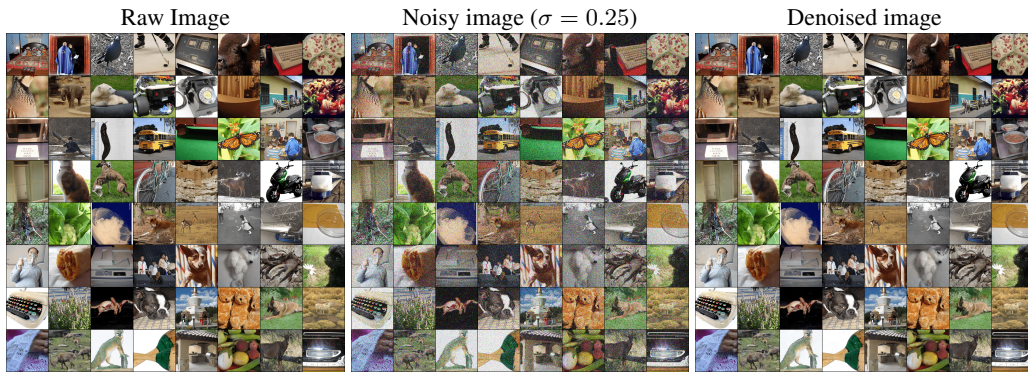 Raw Image
Noisy image (σ = 0.25)
Denoised image